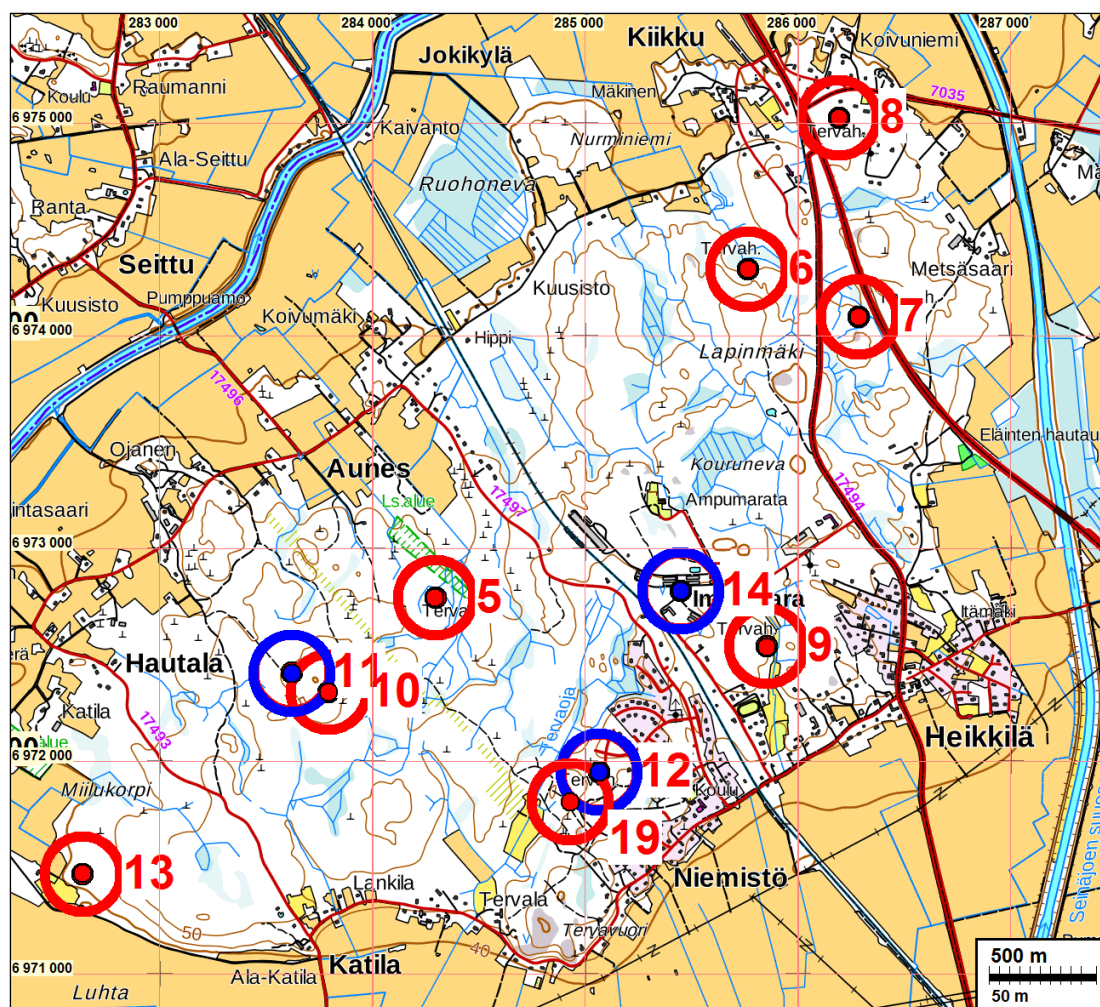 283 000
284 000
285 000
286 000
287 000
Kiikku
Koivuniemi
Jokikylä
Raumanni
Koulu
Mäkinen
7035
8
6 975 000
Kaivanto
Nurminiemi
Tervah.
Ala-Seittu
Ruohoneva
Ranta
Tervah.
6
Seittu
Metsäsaari
Kuusisto
Kuusisto
Pumppuamo
7
Koivumäki
6 974 000
Hippi
Lapinmäki
17496
Eläinten hautau
Ojanen
Aunes
Kouruneva
Ls.alue
17497
Ampumarata
17494
intasaari
6 973 000
5
14
Itämäki
Tervah.
9
Hautala
11
10
Katila
17493
Tervaoja
Heikkilä
12
6 972 000
Miilukorpi
Koulu
19
13
Niemistö
Lankila
Tervala
Seinäjoen suuos
50
Tervavuori
40
6 971 000
Katila
Ala-Katila
Luhta
500 m
50 m